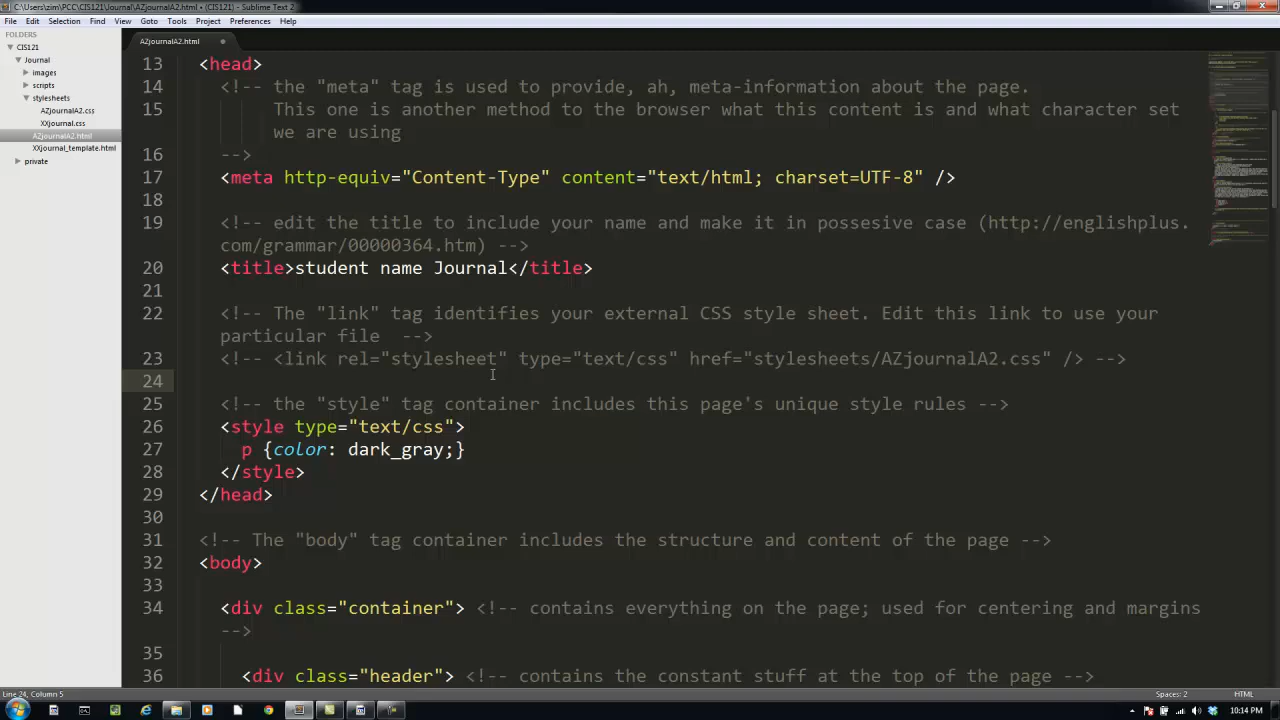 C:\Users\zim\PCC\CIS121\Journal\AZjournalA2.html • (CIS121) - Sublime Text 2
File Edit Selection Find View Goto Tools Project Preferences Help
FOLDERS
CIS121
Journal
images
scripts
stylesheets
AZjournalA2.css
XXjournal.css
AZjournalA2.html
XXjournal_template.html
private
AZjournalA2.html
13 <head>
14 <!-- the "meta" tag is used to provide, ah, meta-information about the page.
15 This one is another needed to the browser what this content is and what character set
we are using
16 -->
17 <meta http-equiv="Content-Type" content="text/html; charset=UTF-8" />
18
19 <!-- edit the title to include your name and make it in possesive case (http://englishplus.
com/grammar/00000364.htm) -->
20 <title>student name Journal</title>
21
22 <!-- The "link" tag identifies your external CSS style sheet. Edit this link to use your
particular file -->
23 <!-- <link rel="stylesheet" type="text/css" href="stylesheets/AZjournalA2.css" /> -->
24
25 <!-- the "style" tag container includes this page's unique style rules -->
26 <style type="text/css">
27 p {color: dark_gray;}
28 </style>
29 </head>
30
31 <!-- The "body" tag container includes the structure and content of the page -->
32 <body>
33
34 <div class="container"> <!-- contains everything on the page; used for centering and margins
-->
35
36 <div class="header"> <!-- contains the constant stuff at the top of the page -->
Line 24, Column 5
Spaces: 2 HTML
10:14 PM